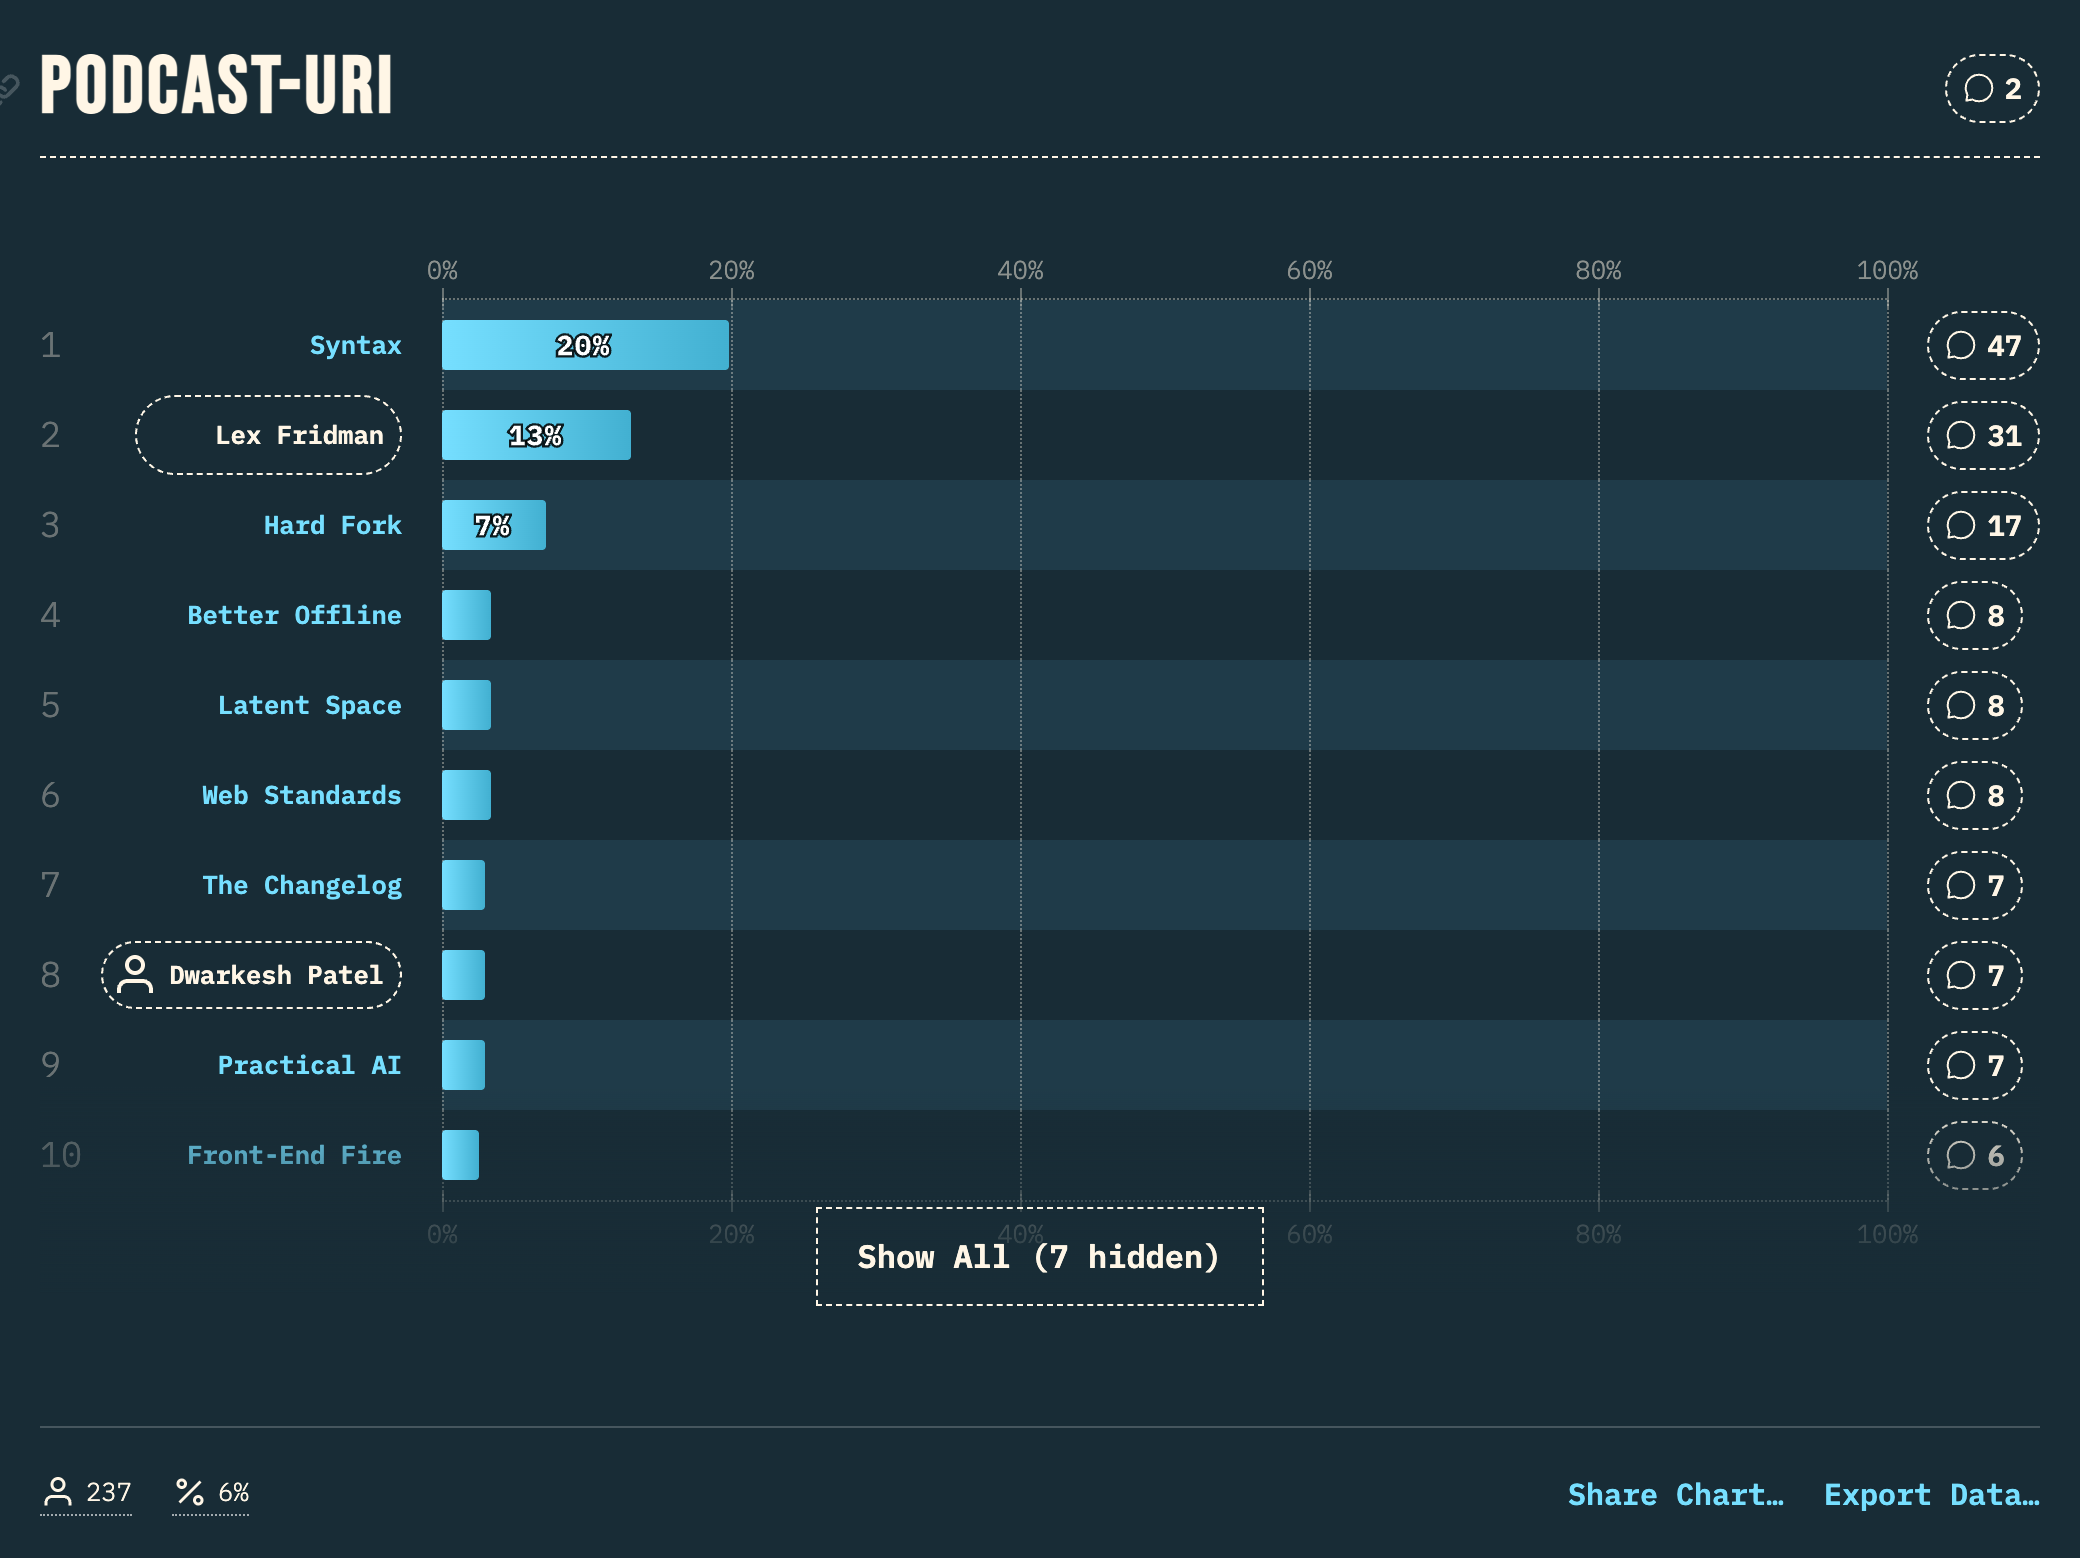 PODCAST-URI
2
0% 20% 40% 60% 80% 100%
1 Syntax 20% 47
2 Lex Fridman 13% 31
3 Hard Fork 7% 17
4 Better Offline 8
5 Latent Space 8
6 Web Standards 8
7 The Changelog 7
8 Dwarkesh Patel 7
9 Practical AI 7
10 Front-End Fire 6
0% 20% 40% 60% 80% 100%
Show All (7 hidden)
237 % 6% Share Chart… Export Data…